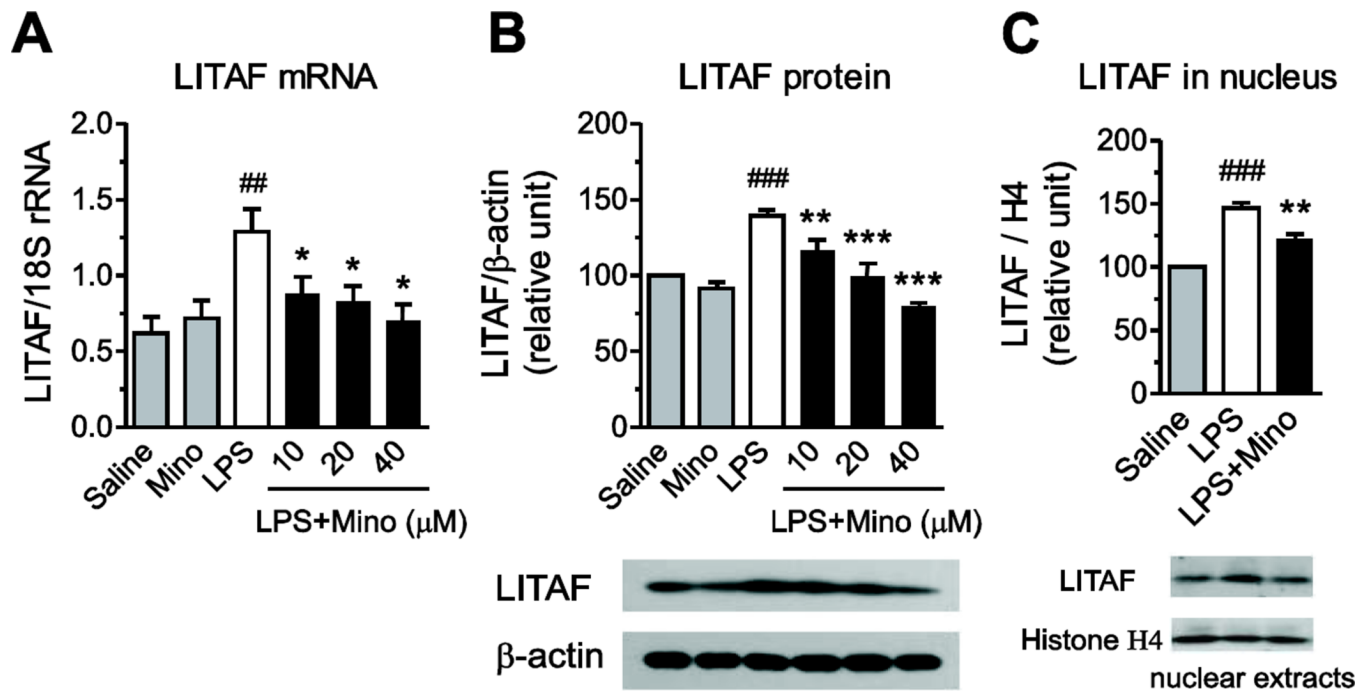 A
LITAF mRNA
LITAF/18S rRNA
2.0
1.5
1.0
0.5
0.0
##
*
*
*
Saline
Mino
LPS
10
20
40
LPS+Mino (μM)
B
LITAF protein
LITAF/β-actin
(relative unit)
200
150
100
50
0
###
**
***
***
Saline
Mino
LPS
10
20
40
LPS+Mino (μM)
LITAF
β-actin
C
LITAF in nucleus
LITAF / H4
(relative unit)
200
150
100
50
0
###
**
Saline
LPS
LPS+Mino
LITAF
Histone H4
nuclear extracts